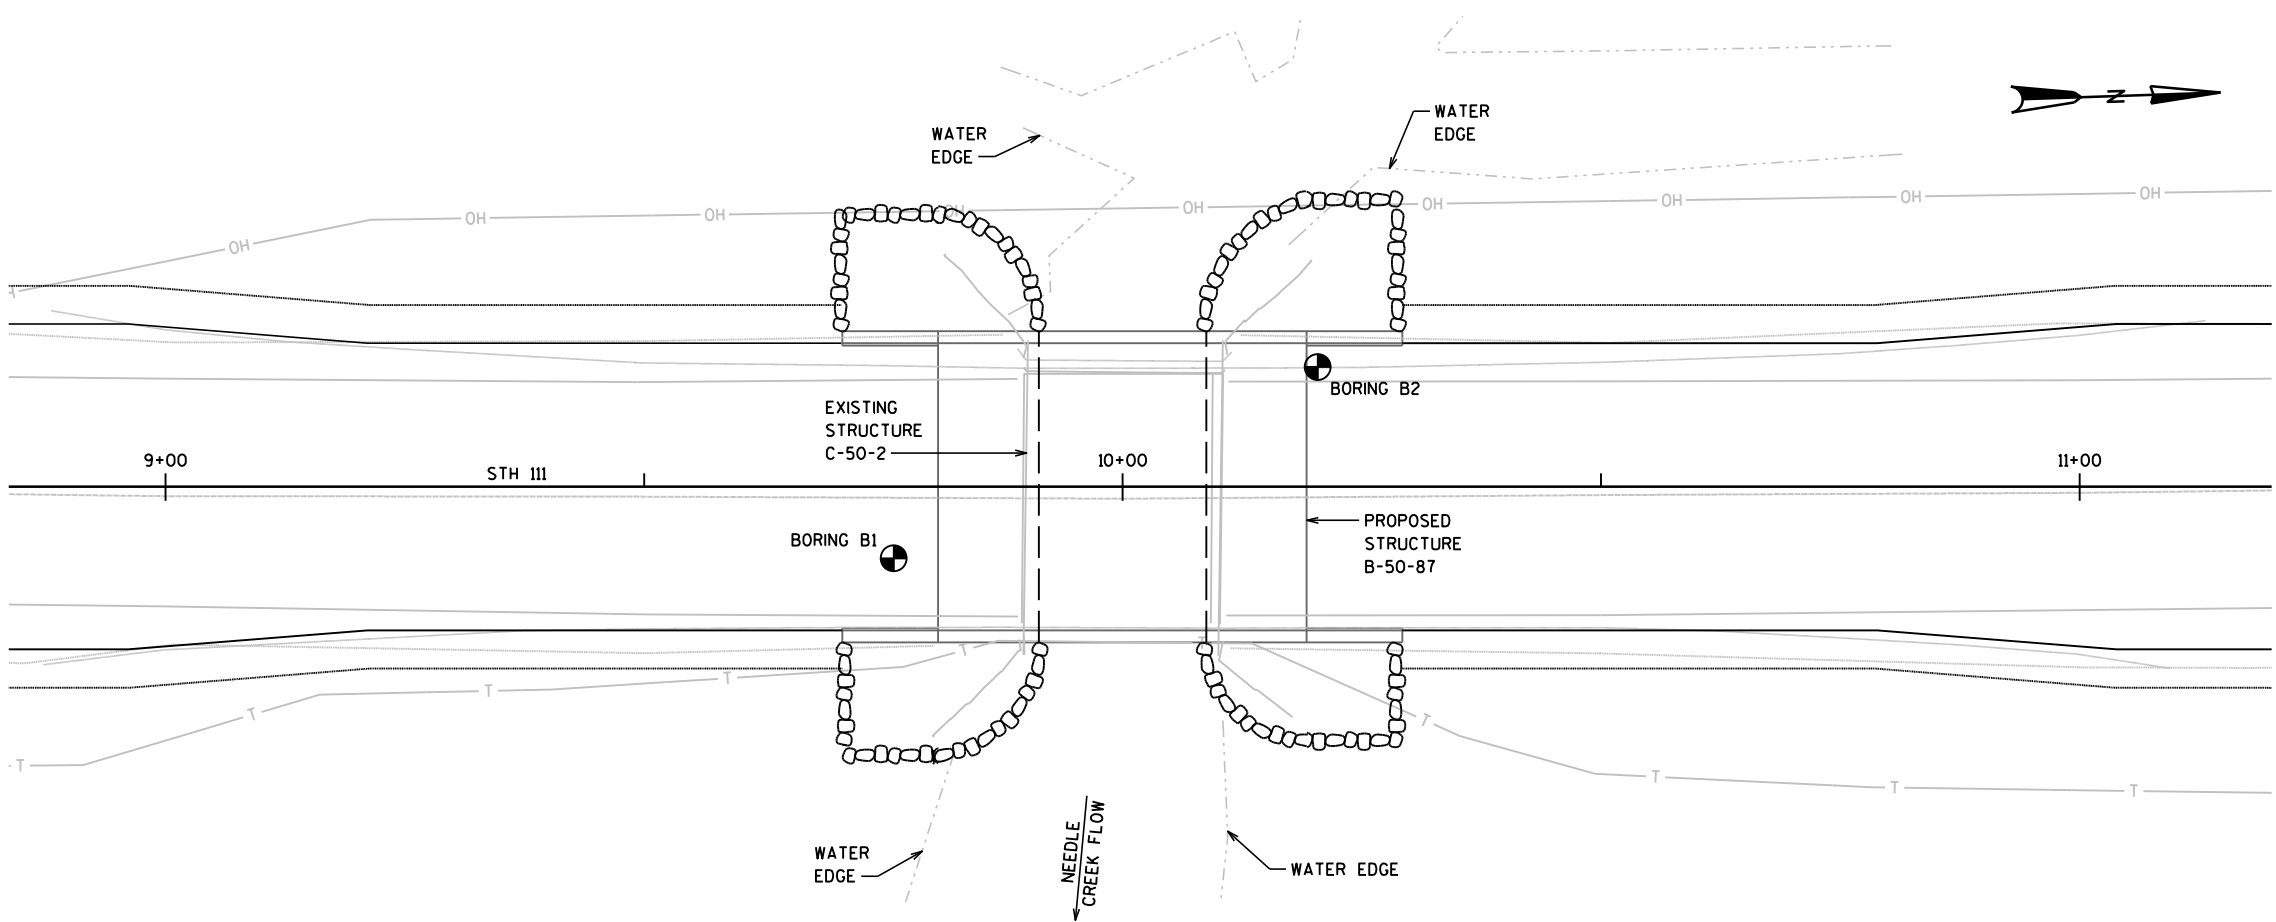 WATER
EDGE
WATER
EDGE
N
OH
OH
OH
OH
OH
OH
OH
OH
OH
EXISTING
STRUCTURE
C-50-2
BORING B2
9+00
STH 111
10+00
11+00
BORING B1
PROPOSED
STRUCTURE
B-50-87
T
T
T
T
T
T
T
T
T
T
WATER
EDGE
NEEDLE
CREEK FLOW
WATER EDGE